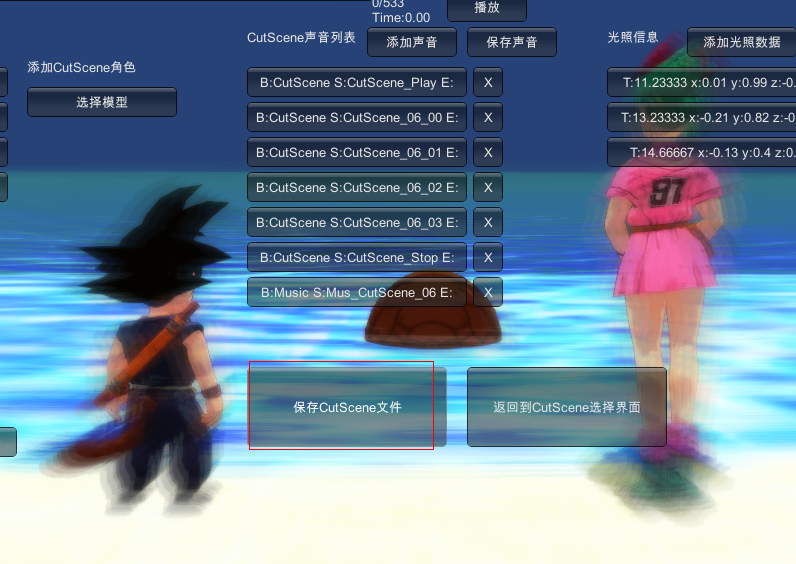 0/533
Time:0.00
播放
CutScene声音列表
添加声音
保存声音
光照信息
添加光照数据
添加CutScene角色
选择模型
B:CutScene S:CutScene_Play E:
X
T:11.23333 x:0.01 y:0.99 z:-0.
B:CutScene S:CutScene_06_00 E:
X
T:13.23333 x:-0.21 y:0.82 z:-0
B:CutScene S:CutScene_06_01 E:
X
T:14.66667 x:-0.13 y:0.4 z:0.
B:CutScene S:CutScene_06_02 E:
X
B:CutScene S:CutScene_06_03 E:
X
B:CutScene S:CutScene_Stop E:
X
B:Music S:Mus_CutScene_06 E:
X
97
保存CutScene文件
返回到CutScene选择界面